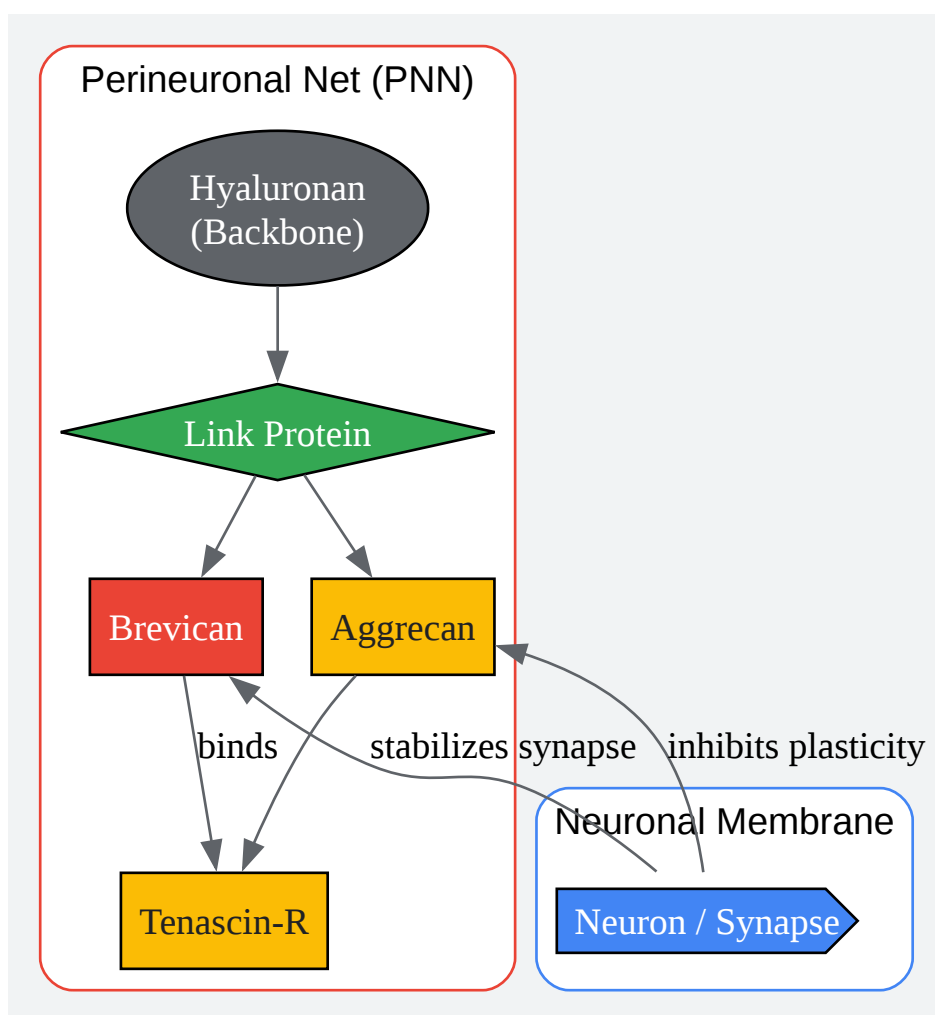 Perineuronal Net (PNN)
Hyaluronan
(Backbone)
Link Protein
Brevican
Aggrecan
binds
stabilizes synapse
inhibits plasticity
Neuronal Membrane
Tenascin-R
Neuron / Synapse